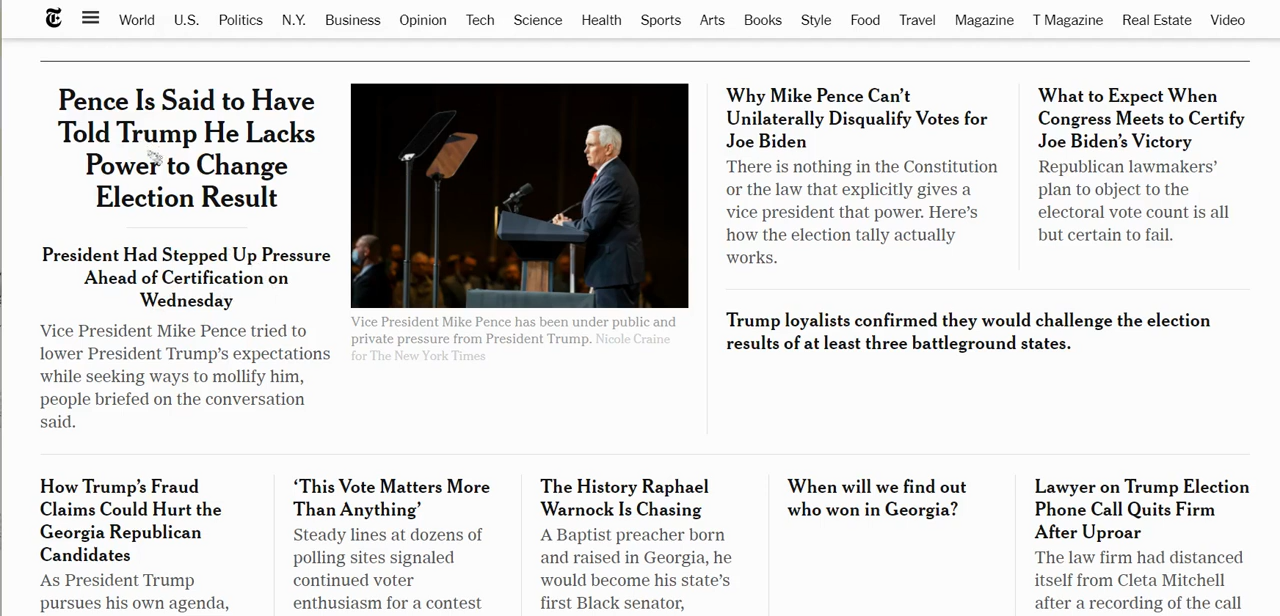 World U.S. Politics N.Y. Business Opinion Tech Science Health Sports Arts Books Style Food Travel Magazine T Magazine Real Estate Video
Pence Is Said to Have
Told Trump He Lacks
Power to Change
Election Result
President Had Stepped Up Pressure
Ahead of Certification on
Wednesday
Vice President Mike Pence tried to
lower President Trump’s expectations
while seeking ways to mollify him,
people briefed on the conversation
said.
Vice President Mike Pence has been under public and
private pressure from President Trump. Nicole Craine
for The New York Times
Why Mike Pence Can’t
Unilaterally Disqualify Votes for
Joe Biden
There is nothing in the Constitution
or the law that explicitly gives a
vice president that power. Here’s
how the election tally actually
works.
What to Expect When
Congress Meets to Certify
Joe Biden’s Victory
Republican lawmakers’
plan to object to the
electoral vote count is all
but certain to fail.
Trump loyalists confirmed they would challenge the election
results of at least three battleground states.
How Trump’s Fraud
Claims Could Hurt the
Georgia Republican
Candidates
As President Trump
pursues his own agenda,
‘This Vote Matters More
Than Anything’
Steady lines at dozens of
polling sites signaled
continued voter
enthusiasm for a contest
The History Raphael
Warnock Is Chasing
A Baptist preacher born
and raised in Georgia, he
would become his state’s
first Black senator,
When will we find out
who won in Georgia?
Lawyer on Trump Election
Phone Call Quits Firm
After Uproar
The law firm had distanced
itself from Cleta Mitchell
after a recording of the call